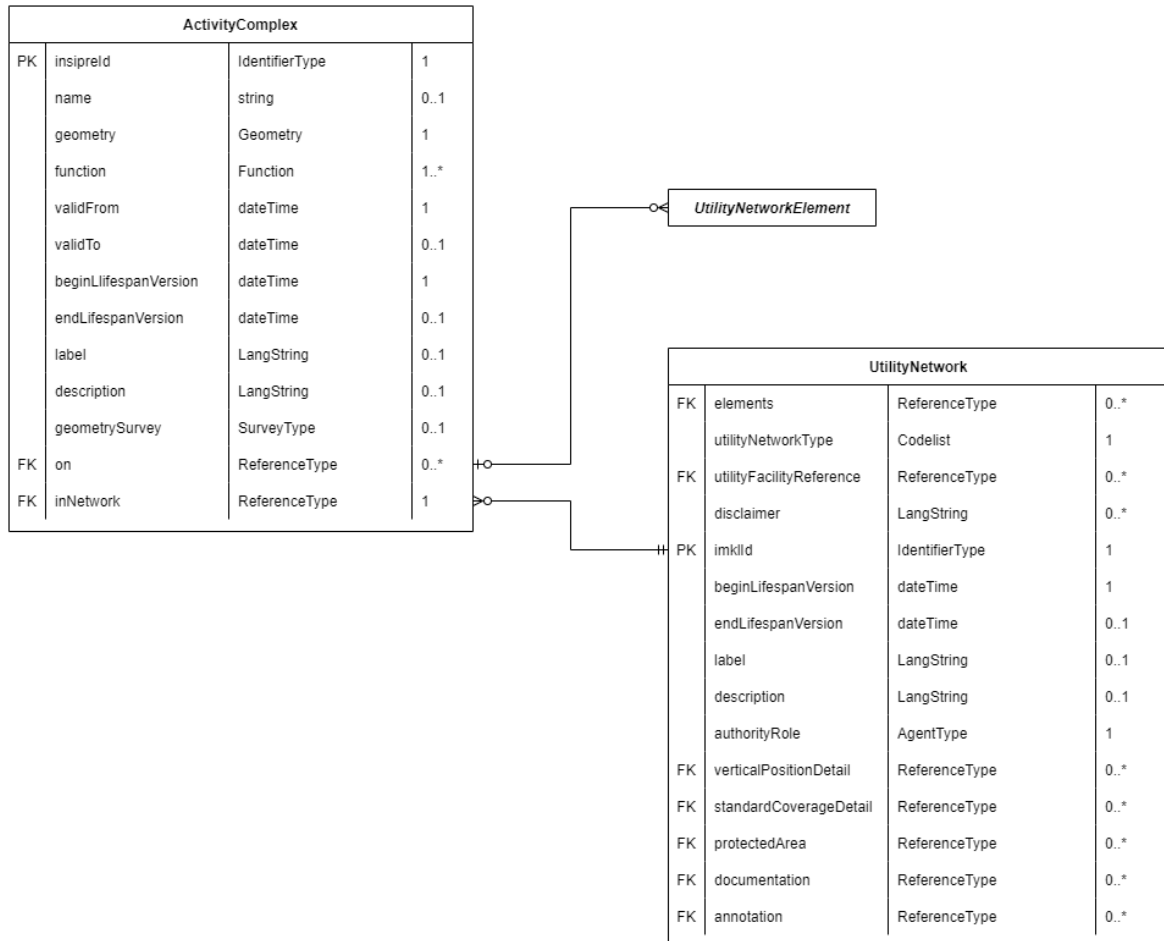 ActivityComplex
PK insipreId IdentifierType 1
name string 0..1
geometry Geometry 1
function Function 1..*
validFrom dateTime 1
validTo dateTime 0..1
beginLlifespanVersion dateTime 1
endLifespanVersion dateTime 0..1
label LangString 0..1
description LangString 0..1
geometrySurvey SurveyType 0..1
FK on ReferenceType 0..*
FK inNetwork ReferenceType 1
UtilityNetworkElement
UtilityNetwork
FK elements ReferenceType 0..*
utilityNetworkType Codelist 1
FK utilityFacilityReference ReferenceType 0..*
disclaimer LangString 0..*
PK imklId IdentifierType 1
beginLifespanVersion dateTime 1
endLifespanVersion dateTime 0..1
label LangString 0..1
description LangString 0..1
authorityRole AgentType 1
FK verticalPositionDetail ReferenceType 0..*
FK standardCoverageDetail ReferenceType 0..*
FK protectedArea ReferenceType 0..*
FK documentation ReferenceType 0..*
FK annotation ReferenceType 0..*